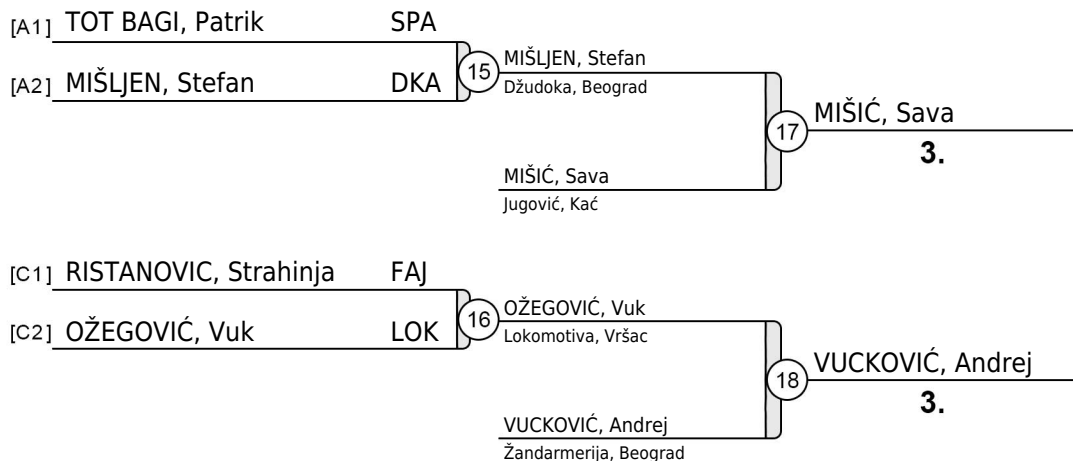 [A1] TOT BAGI, Patrik SPA
[A2] MIŠLJEN, Stefan DKA
15
MIŠLJEN, Stefan
Džudoka, Beograd
17
MIŠIĆ, Sava
3.
MIŠIĆ, Sava
Jugović, Kać
[C1] RISTANOVIC, Strahinja FAJ
[C2] OŽEGOVIĆ, Vuk LOK
16
OŽEGOVIĆ, Vuk
Lokomotiva, Vršac
18
VUCKOVIĆ, Andrej
3.
VUCKOVIĆ, Andrej
Žandarmerija, Beograd